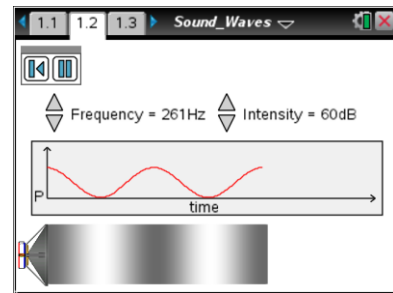 1.1 1.2 1.3 Sound_Waves
Frequency = 261Hz Intensity = 60dB
P
time